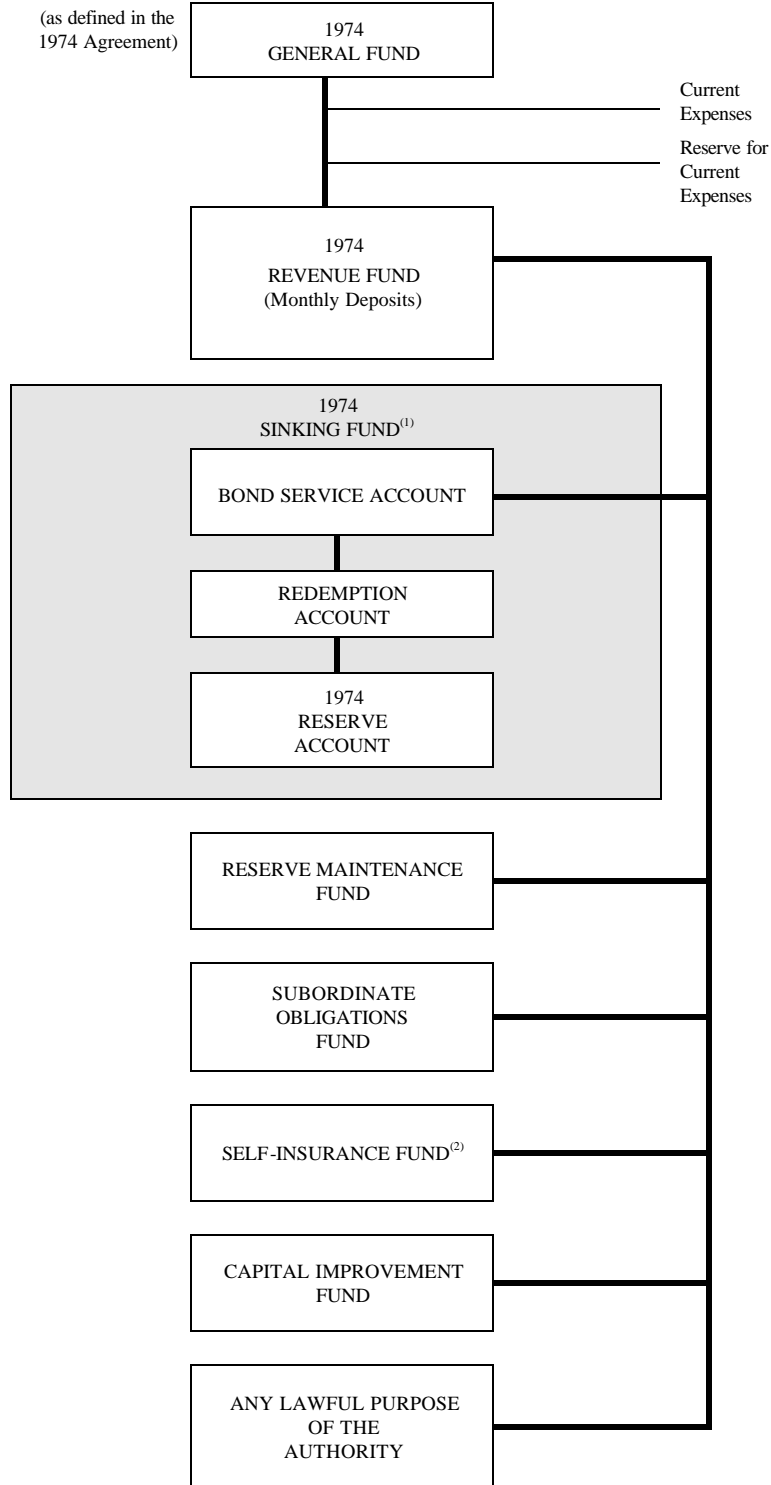 (as defined in the
1974 Agreement)
1974
GENERAL FUND
Current
Expenses
Reserve for
Current
Expenses
1974
REVENUE FUND
(Monthly Deposits)
1974
SINKING FUND(1)
BOND SERVICE ACCOUNT
REDEMPTION
ACCOUNT
1974
RESERVE
ACCOUNT
RESERVE MAINTENANCE
FUND
SUBORDINATE
OBLIGATIONS
FUND
SELF-INSURANCE FUND(2)
CAPITAL IMPROVEMENT
FUND
ANY LAWFUL PURPOSE
OF THE
AUTHORITY